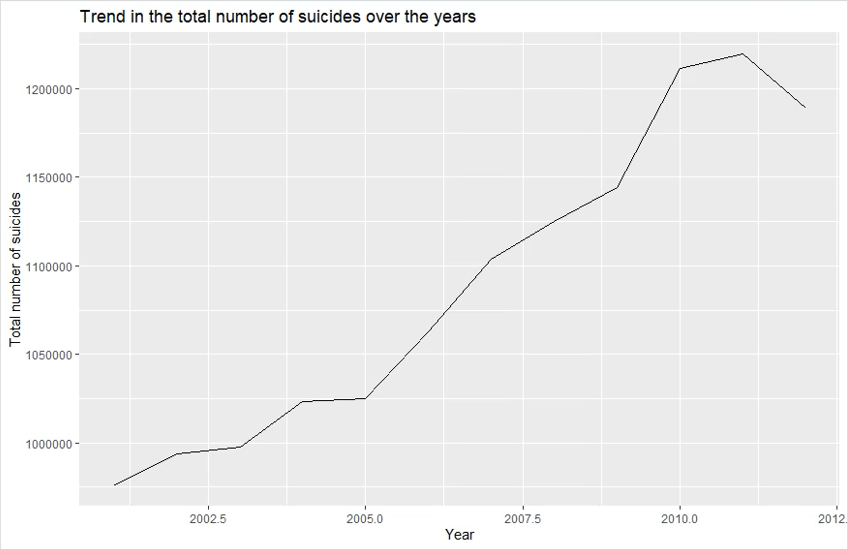 Trend in the total number of suicides over the years
1200000
1150000
1100000
1050000
1000000
Total number of suicides
2002.5 2005.0 2007.5 2010.0 2012.
Year